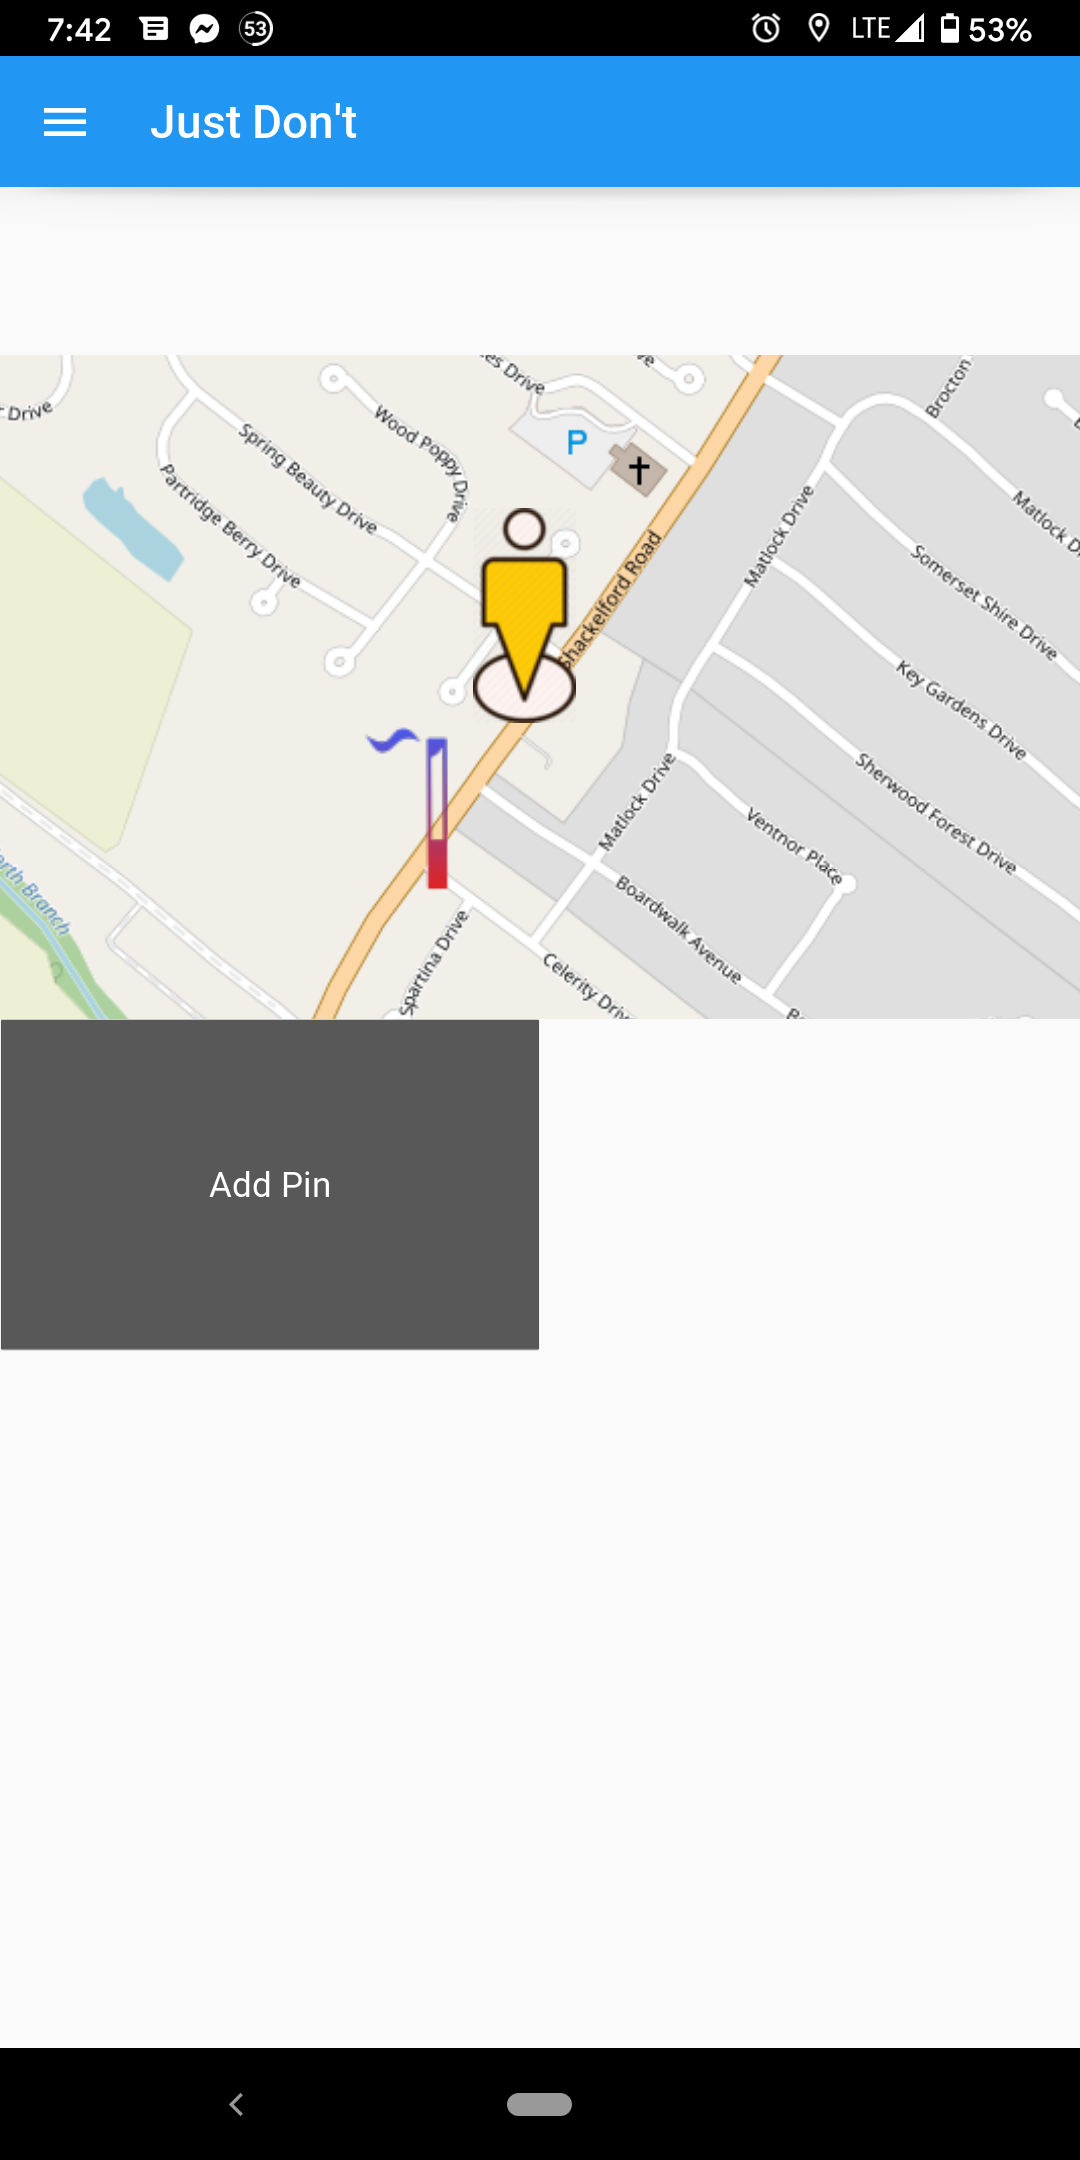 7:42
53
LTE
53%
Just Don't
Drive
Wood Poppy Drive
Spring Beauty Drive
Partridge Berry Drive
Drive
P
Shackelford Road
Brocton
Matlock Drive
Matlock D
Somerset Shire Drive
Key Gardens Drive
Sherwood Forest Drive
Matlock Drive
Ventnor Place
Boardwalk Avenue
Celerity Driv
Spartina Drive
orth Branch
Add Pin